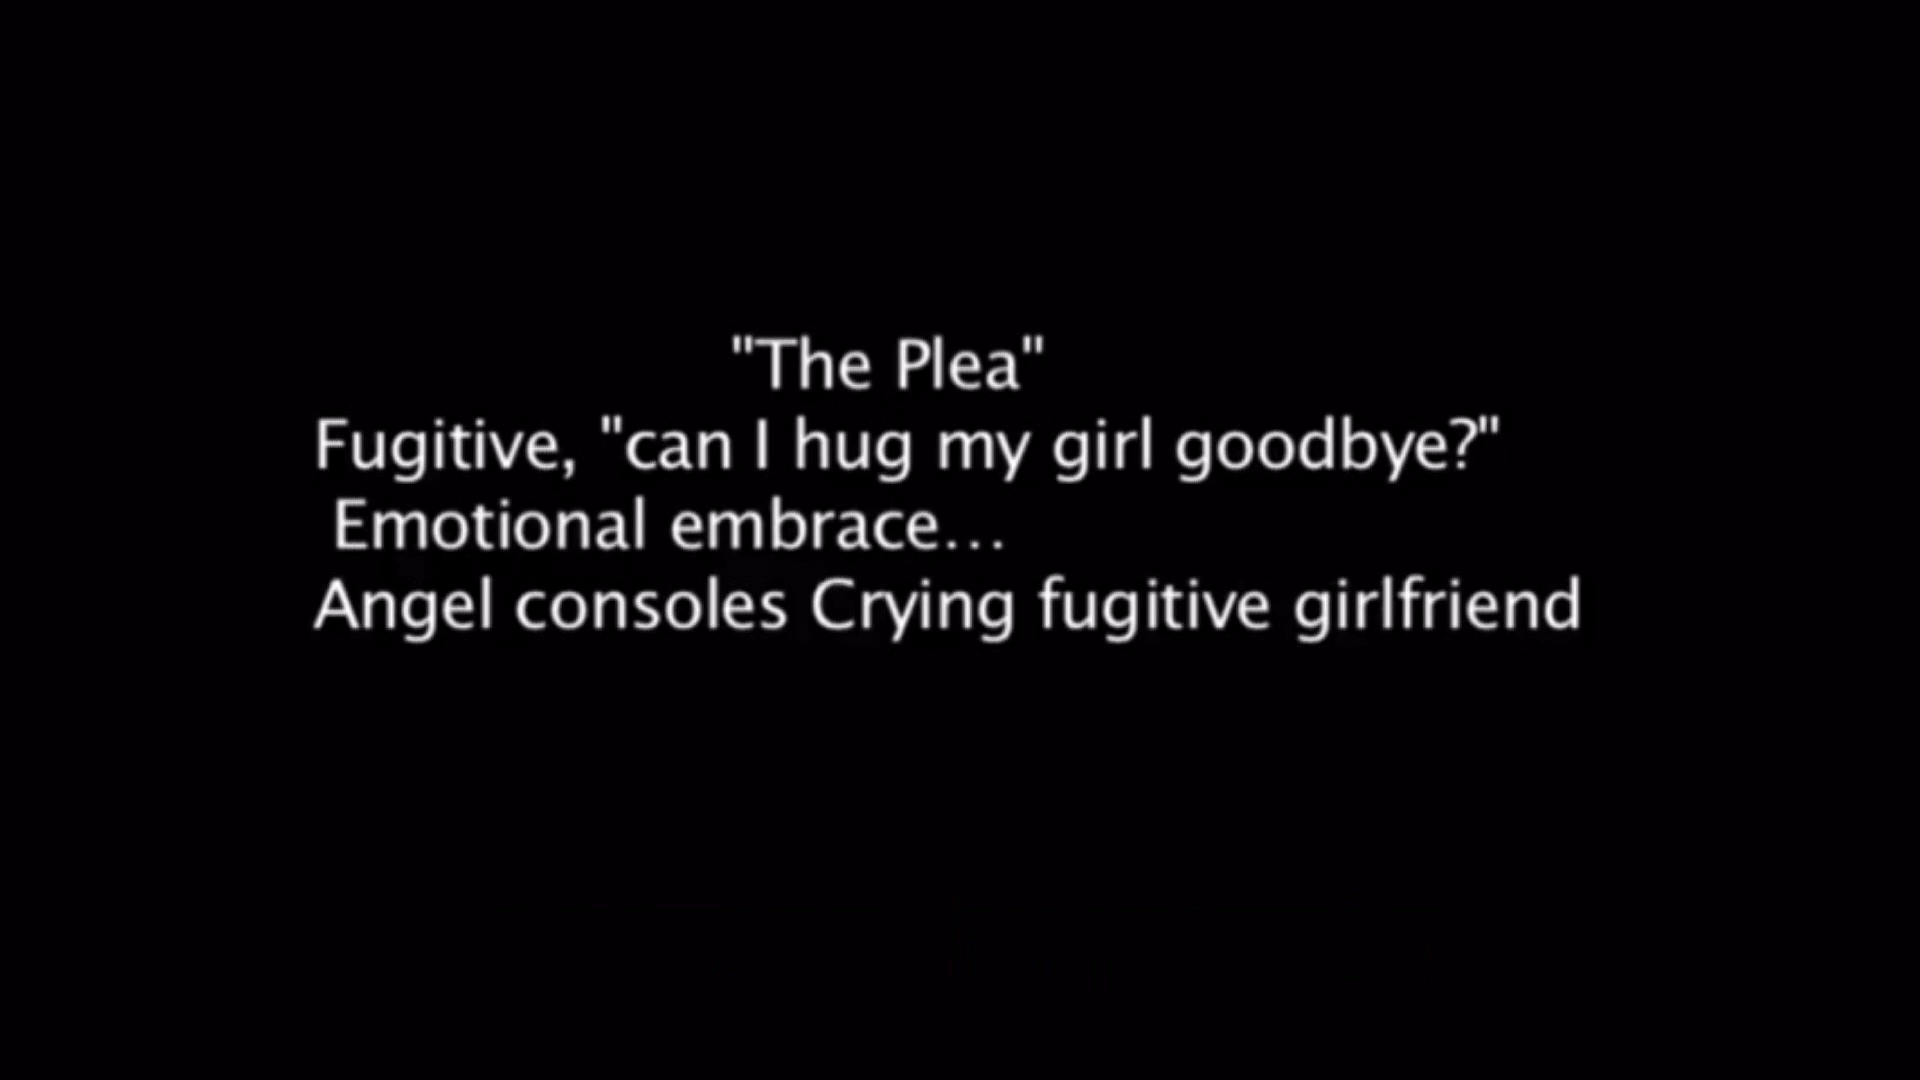 "The Plea"
Fugitive, "can I hug my girl goodbye?"
Emotional embrace...
Angel consoles Crying fugitive girlfriend